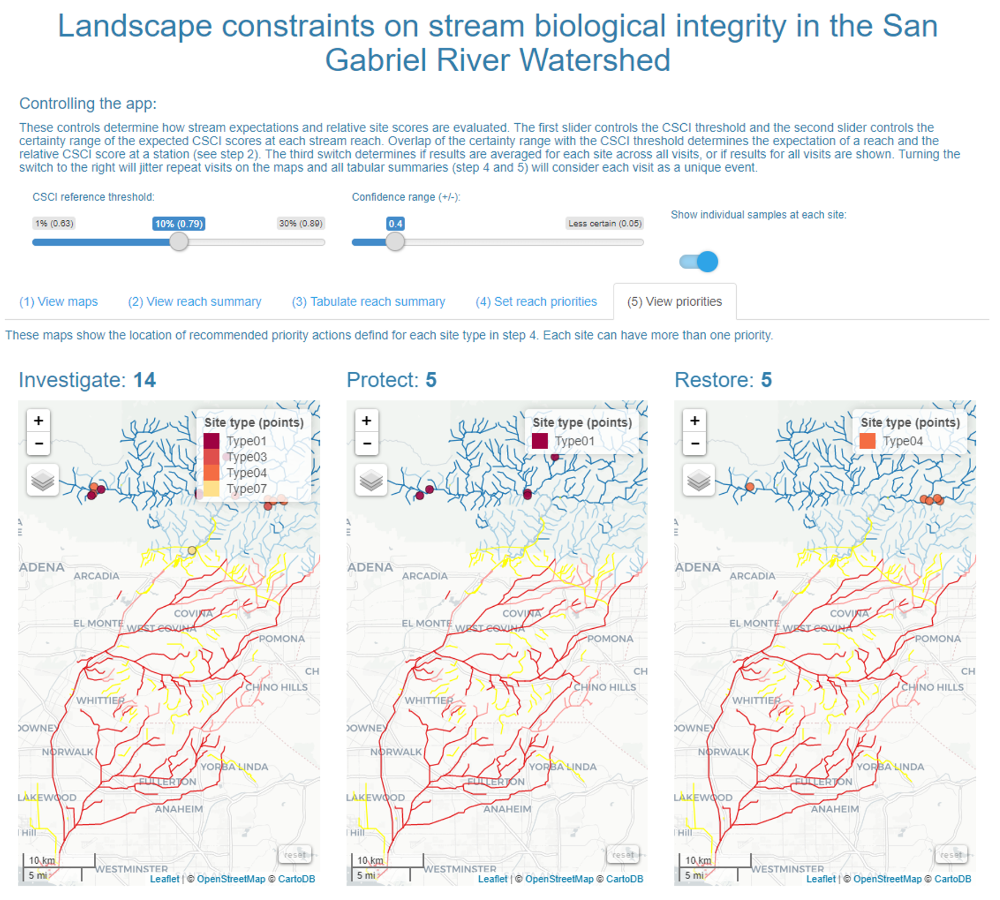 Landscape constraints on stream biological integrity in the San
Gabriel River Watershed
Controlling the app:
These controls determine how stream expectations and relative site scores are evaluated. The first slider controls the CSCI threshold and the second slider controls the
certainty range of the expected CSCI scores at each stream reach. Overlap of the certainty range with the CSCI threshold determines the expectation of a reach and the
relative CSCI score at a station (see step 2). The third switch determines if results are averaged for each site across all visits, or if results for all visits are shown. Turning the
switch to the right will jitter repeat visits on the maps and all tabular summaries (step 4 and 5) will consider each visit as a unique event.
CSCI reference threshold:
1% (0.63) 10% (0.79) 30% (0.89)
Confidence range (+/-):
0.4 Less certain (0.05)
Show individual samples at each site:
(1) View maps (2) View reach summary (3) Tabulate reach summary (4) Set reach priorities (5) View priorities
These maps show the location of recommended priority actions defind for each site type in step 4. Each site can have more than one priority.
Investigate: 14
+
−
Site type (points)
Type01
Type03
Type04
Type07
ADENA
ARCADIA
COVINA
EL MONTE
WEST COVINA
POMONA
CH
CHINO HILLS
WHITTIER
DOWNEY
NORWALK
YORBA LINDA
FULLERTON
LAKEWOOD
ANAHEIM
Hill
reset
10 km
5 mi
WESTMINSTER
Leaflet | © OpenStreetMap © CartoDB
Protect: 5
+
−
Site type (points)
Type01
ADENA
ARCADIA
COVINA
EL MONTE
WEST COVINA
POMONA
CH
CHINO HILLS
WHITTIER
DOWNEY
NORWALK
YORBA LINDA
FULLERTON
LAKEWOOD
ANAHEIM
Hill
reset
10 km
5 mi
WESTMINSTER
Leaflet | © OpenStreetMap © CartoDB
Restore: 5
+
−
Site type (points)
Type04
ADENA
ARCADIA
COVINA
EL MONTE
WEST COVINA
POMONA
CH
CHINO HILLS
WHITTIER
DOWNEY
NORWALK
YORBA LINDA
FULLERTON
LAKEWOOD
ANAHEIM
Hill
reset
10 km
5 mi
WESTMINSTER
Leaflet | © OpenStreetMap © CartoDB